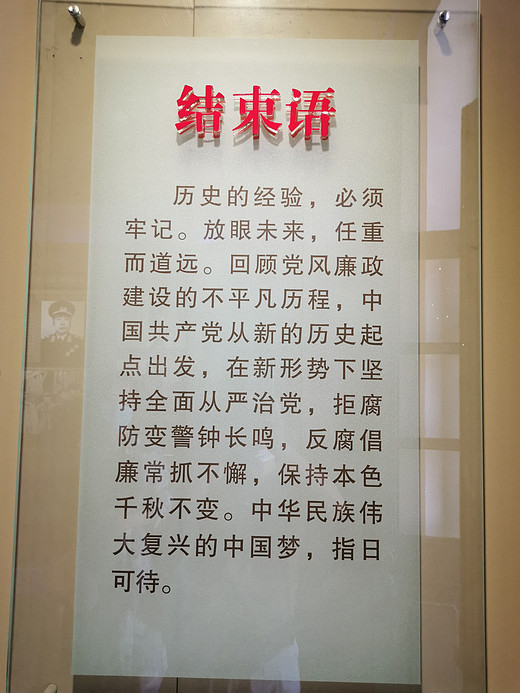 结束语
历史的经验，必须
牢记。放眼未来，任重
而道远。回顾党风廉政
建设的不平凡历程，中
国共产党从新的历史起
点出发，在新形势下坚
持全面从严治党，拒腐
防变警钟长鸣，反腐倡
廉常抓不懈，保持本色
千秋不变。中华民族伟
大复兴的中国梦，指日
可待。